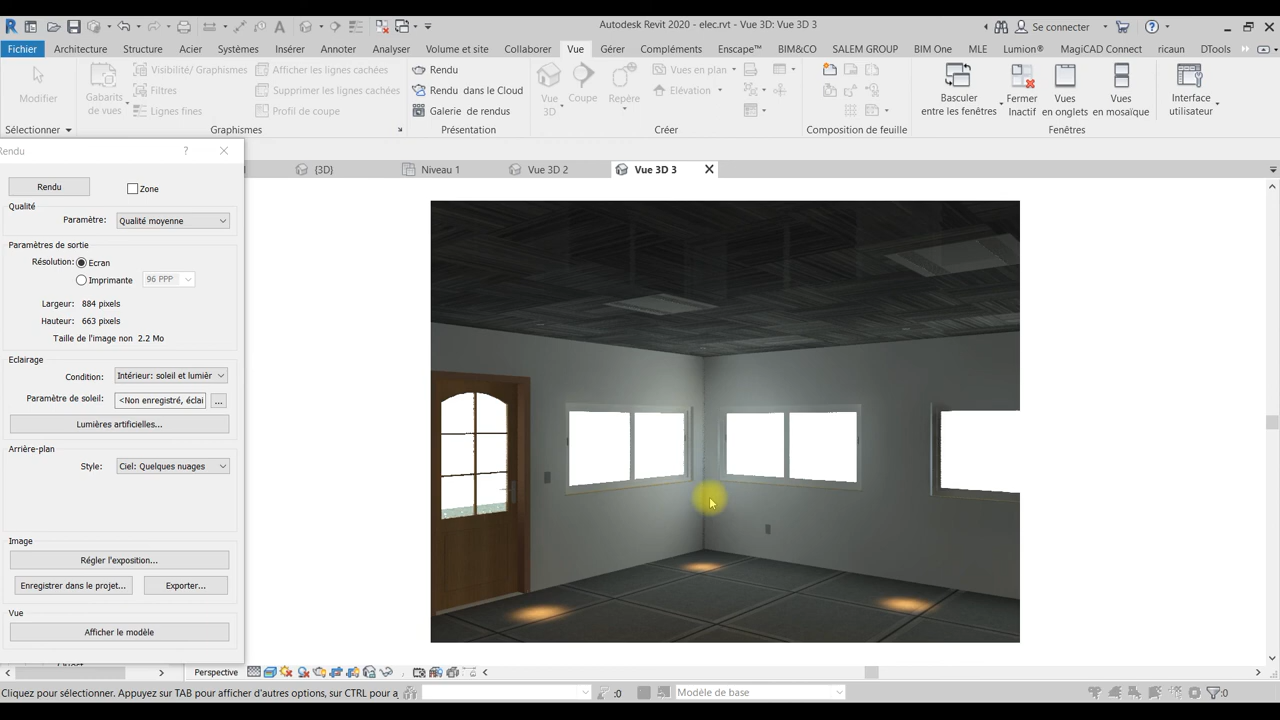 Autodesk Revit 2020 - elec.rvt - Vue 3D: Vue 3D 3
Se connecter
Fichier Architecture Structure Acier Systèmes Insérer Annoter Analyser Volume et site Collaborer Vue Gérer Compléments Enscape™ BIM&CO SALEM GROUP BIM One MLE Lumion® MagiCAD Connect ricaun DTools
Modifier
Sélectionner
Gabarits
de vues
Visibilité/ Graphismes
Filtres
Lignes fines
Afficher les lignes cachées
Supprimer les lignes cachées
Profil de coupe
Graphismes
Rendu
Rendu dans le Cloud
Galerie de rendus
Présentation
Vue
3D
Coupe
Repère
Vues en plan
Elévation
Créer
Composition de feuille
Basculer
entre les fenêtres
Fermer
Inactif
Vues
en onglets
Vues
en mosaïque
Fenêtres
Interface
utilisateur
Rendu ?
{3D} Niveau 1 Vue 3D 2 Vue 3D 3
Rendu Zone
Qualité
Paramètre: Qualité moyenne
Paramètres de sortie
Résolution: Ecran
Imprimante 96 PPP
Largeur: 884 pixels
Hauteur: 663 pixels
Taille de l'image non 2.2 Mo
Eclairage
Condition: Intérieur: soleil et lumièr
Paramètre de soleil: <Non enregistré, éclai ...
Lumières artificielles...
Arrière-plan
Style: Ciel: Quelques nuages
Image
Régler l'exposition...
Enregistrer dans le projet... Exporter...
Vue
Afficher le modèle
Perspective
Cliquez pour sélectionner. Appuyez sur TAB pour afficher d'autres options, sur CTRL pour a
:0
Modèle de base
:0